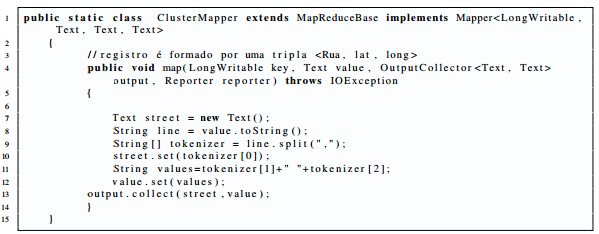 1 public static class ClusterMapper extends MapReduceBase implements Mapper<LongWritable,
Text, Text, Text>
2 {
3 //registro é formado por uma tripla <Rua, lat, long>
4 public void map(LongWritable key, Text value, OutputCollector<Text, Text>
output, Reporter reporter) throws IOException
5 {
6
7 Text street = new Text();
8 String line = value.toString();
9 String[] tokenizer = line.split(",");
10 street.set(tokenizer[0]);
11 String values=tokenizer[1]+" "+tokenizer[2];
12 value.set(values);
13 output.collect(street,value);
14 }
15 }